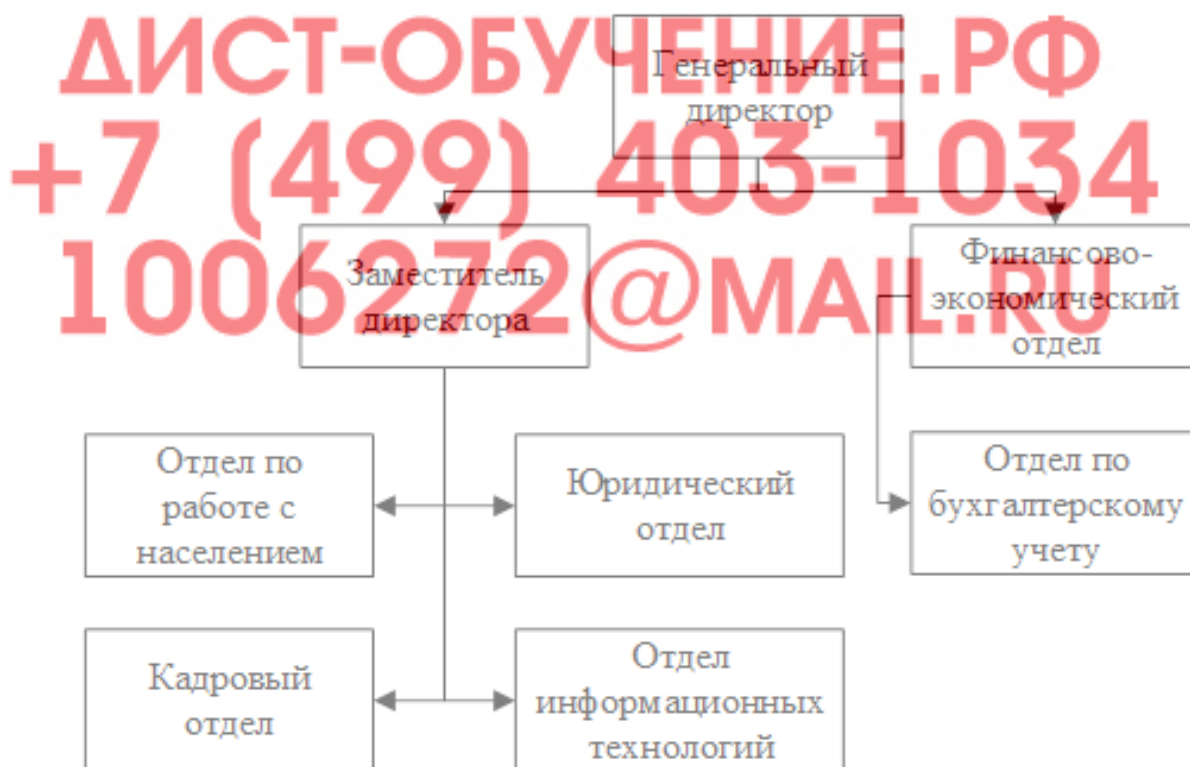 ДИСТ-ОБУЧЕНИЕ.РФ
+7 (499) 403-1034
1006272@MAIL.RU
Генеральный
директор
Заместитель
директора
Финансово-
экономический
отдел
Отдел по
работе с
населением
Юридический
отдел
Отдел по
бухгалтерскому
учету
Кадровый
отдел
Отдел
информационных
технологий